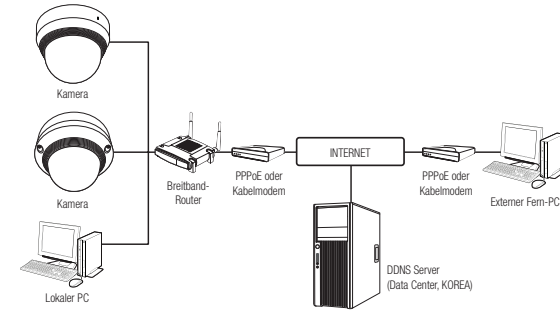 Kamera
Kamera
Lokaler PC
Breitband-
Router
PPPoE oder
Kabelmodem
INTERNET
DDNS Server
(Data Center, KOREA)
PPPoE oder
Kabelmodem
Externer Fern-PC